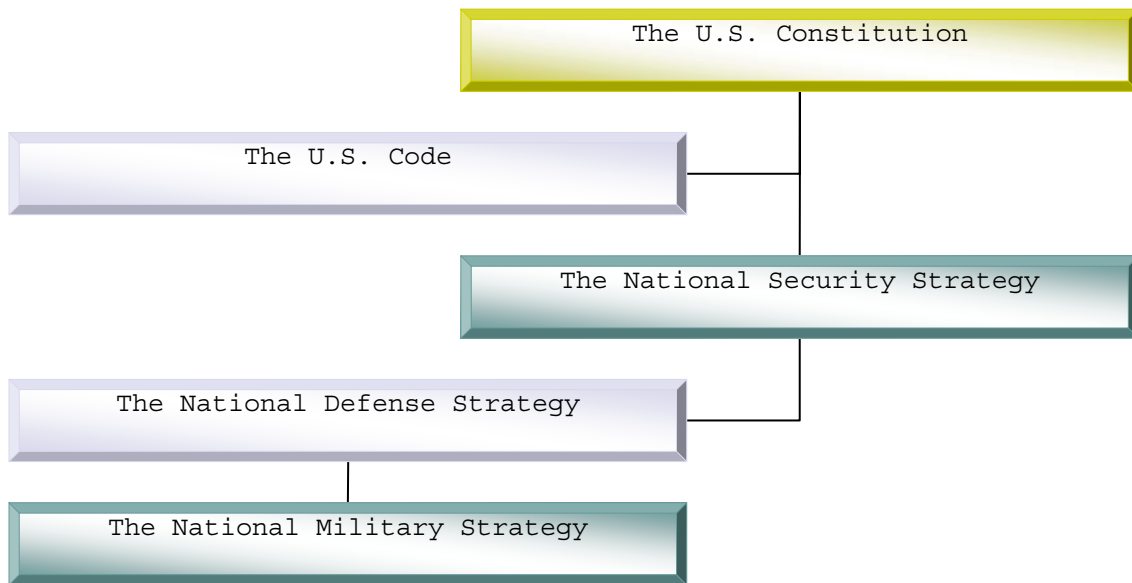 The U.S. Constitution
The U.S. Code
The National Security Strategy
The National Defense Strategy
The National Military Strategy